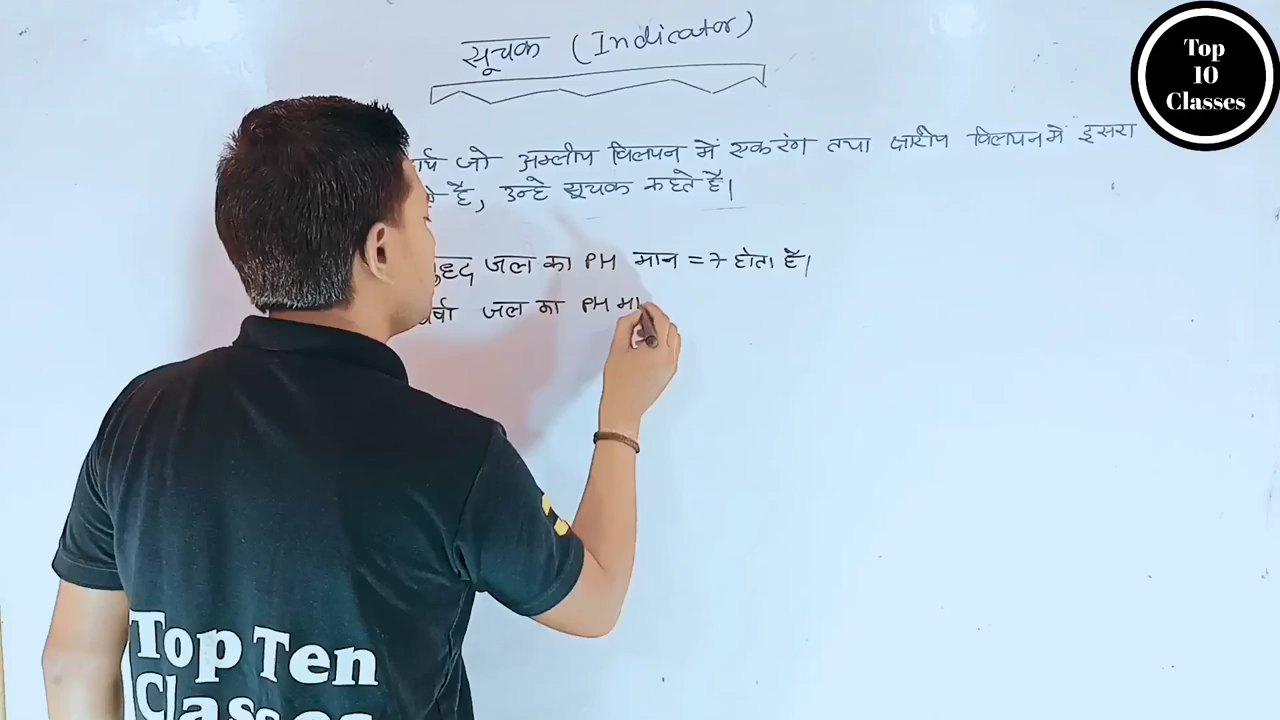 सूचक (Indicator)
जो अम्लीय विलयन में एक रंग तथा क्षारीय विलयन में दुसरा
है, उन्हे सूचक कहते है।
जल का PH मान = 7 होता है।
वर्षा जल का PH मा
Top
10
Classes
Top Ten
Classes